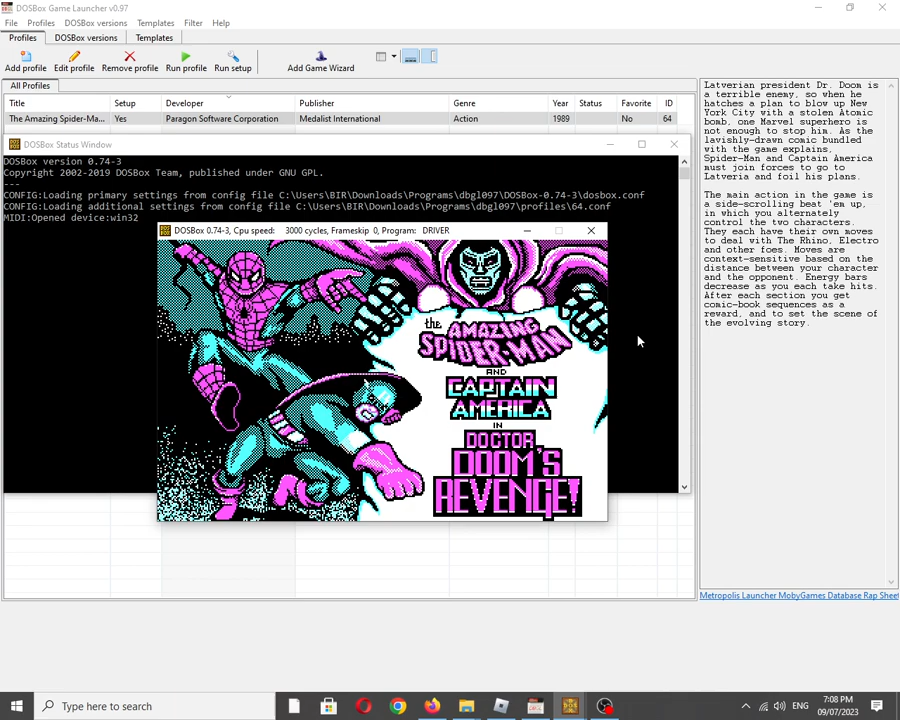 DOSBox Game Launcher v0.97
File Profiles DOSBox versions Templates Filter Help
Profiles DOSBox versions Templates
Add profile Edit profile Remove profile Run profile Run setup Add Game Wizard
All Profiles
Title Setup Developer Publisher Genre Year Status Favorite ID
The Amazing Spider-Ma... Yes Paragon Software Corporation Medalist International Action 1989 No 64
DOSBox Status Window
DOSBox version 0.74-3
Copyright 2002-2019 DOSBox Team, published under GNU GPL.
---
CONFIG:Loading primary settings from config file C:\Users\BIR\Downloads\Programs\dbgl097\DOSBox-0.74-3\dosbox.conf
CONFIG:Loading additional settings from config file C:\Users\BIR\Downloads\Programs\dbgl097\profiles\64.conf
MIDI:Opened device:win32
DOSBox 0.74-3, Cpu speed: 3000 cycles, Frameskip 0, Program: DRIVER
the
AMAZING
SPIDER-MAN
AND
CAPTAIN
AMERICA
IN
DOCTOR
DOOM'S
REVENGE!
Latverian president Dr. Doom is
a terrible enemy, so when he
hatches a plan to blow up New
York City with a stolen Atomic
bomb, one Marvel superhero is
not enough to stop him. As the
lavishly-drawn comic bundled
with the game explains,
Spider-Man and Captain America
must join forces to go to
Latveria and foil his plans.
The main action in the game is
a side-scrolling beat 'em up,
in which you alternately
control the two characters.
They each have their own moves
to deal with The Rhino, Electro
and other foes. Moves are
context-sensitive based on the
distance between your character
and the opponent. Energy bars
decrease as you each take hits.
After each section you get
comic-book sequences as a
reward, and to set the scene of
the evolving story.
Metropolis Launcher MobyGames Database Rap Sheet
Type here to search
7:08 PM
09/07/2023